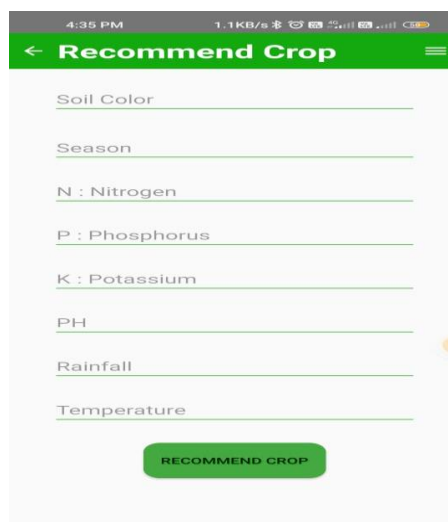 4:35 PM 1.1KB/s
Recommend Crop
Soil Color
Season
N : Nitrogen
P : Phosphorus
K : Potassium
PH
Rainfall
Temperature
RECOMMEND CROP